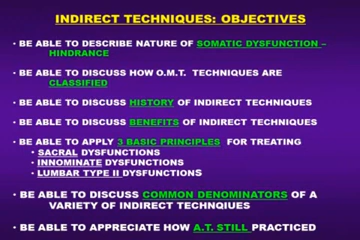 INDIRECT TECHNIQUES: OBJECTIVES
• BE ABLE TO DESCRIBE NATURE OF SOMATIC DYSFUNCTION –
HINDRANCE
• BE ABLE TO DISCUSS HOW O.M.T. TECHNIQUES ARE
CLASSIFIED
• BE ABLE TO DISCUSS HISTORY OF INDIRECT TECHNIQUES
• BE ABLE TO DISCUSS BENEFITS OF INDIRECT TECHNIQUES
• BE ABLE TO APPLY 3 BASIC PRINCIPLES FOR TREATING
• SACRAL DYSFUNCTIONS
• INNOMINATE DYSFUNCTIONS
• LUMBAR TYPE II DYSFUNCTIONS
• BE ABLE TO DISCUSS COMMON DENOMINATORS OF A
VARIETY OF INDIRECT TECHNQIUES
• BE ABLE TO APPRECIATE HOW A.T. STILL PRACTICED